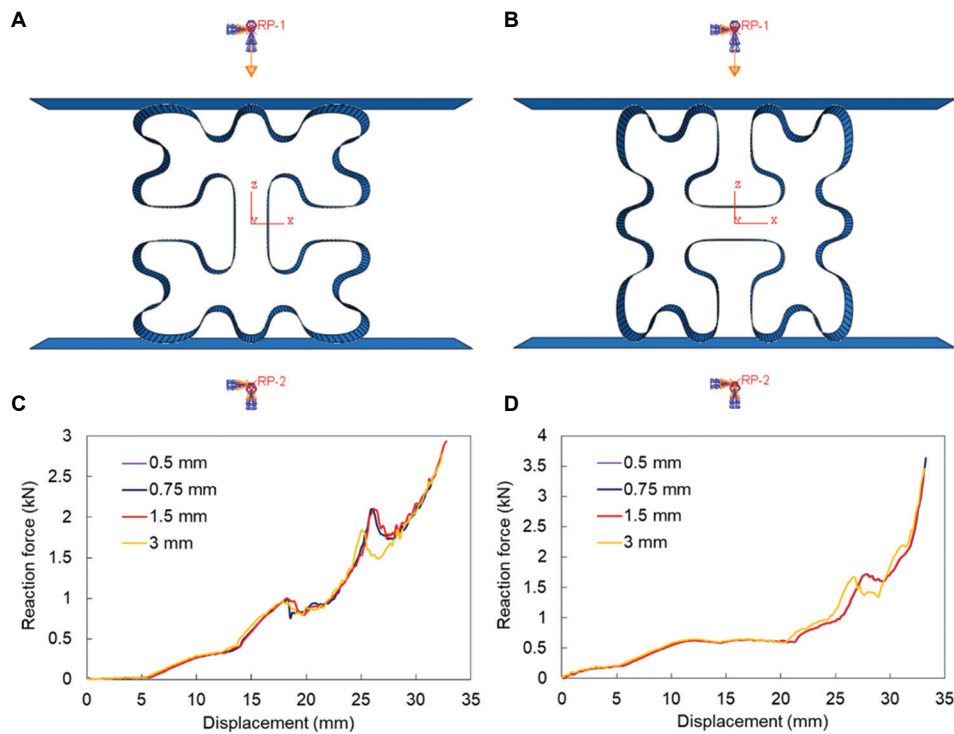 A
B
RP-1
RP-1
Z
Y
X
Z
Y
X
RP-2
RP-2
C
D
3
2.5
2
1.5
1
0.5
0
Reaction force (kN)
0.5 mm
0.75 mm
1.5 mm
3 mm
0 5 10 15 20 25 30 35
Displacement (mm)
4
3.5
3
2.5
2
1.5
1
0.5
0
Reaction force (kN)
0.5 mm
0.75 mm
1.5 mm
3 mm
0 5 10 15 20 25 30 35
Displacement (mm)